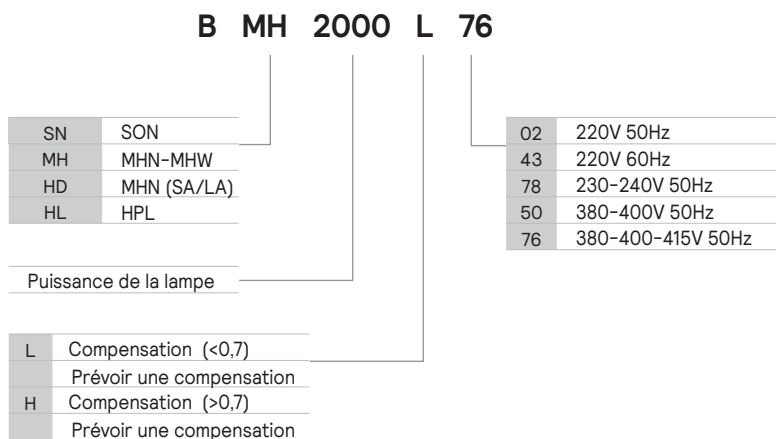 B MH 2000 L 76
SN SON
MH MHN-MHW
HD MHN (SA/LA)
HL HPL
02 220V 50Hz
43 220V 60Hz
78 230-240V 50Hz
50 380-400V 50Hz
76 380-400-415V 50Hz
Puissance de la lampe
L Compensation (<0,7)
Prévoir une compensation
H Compensation (>0,7)
Prévoir une compensation